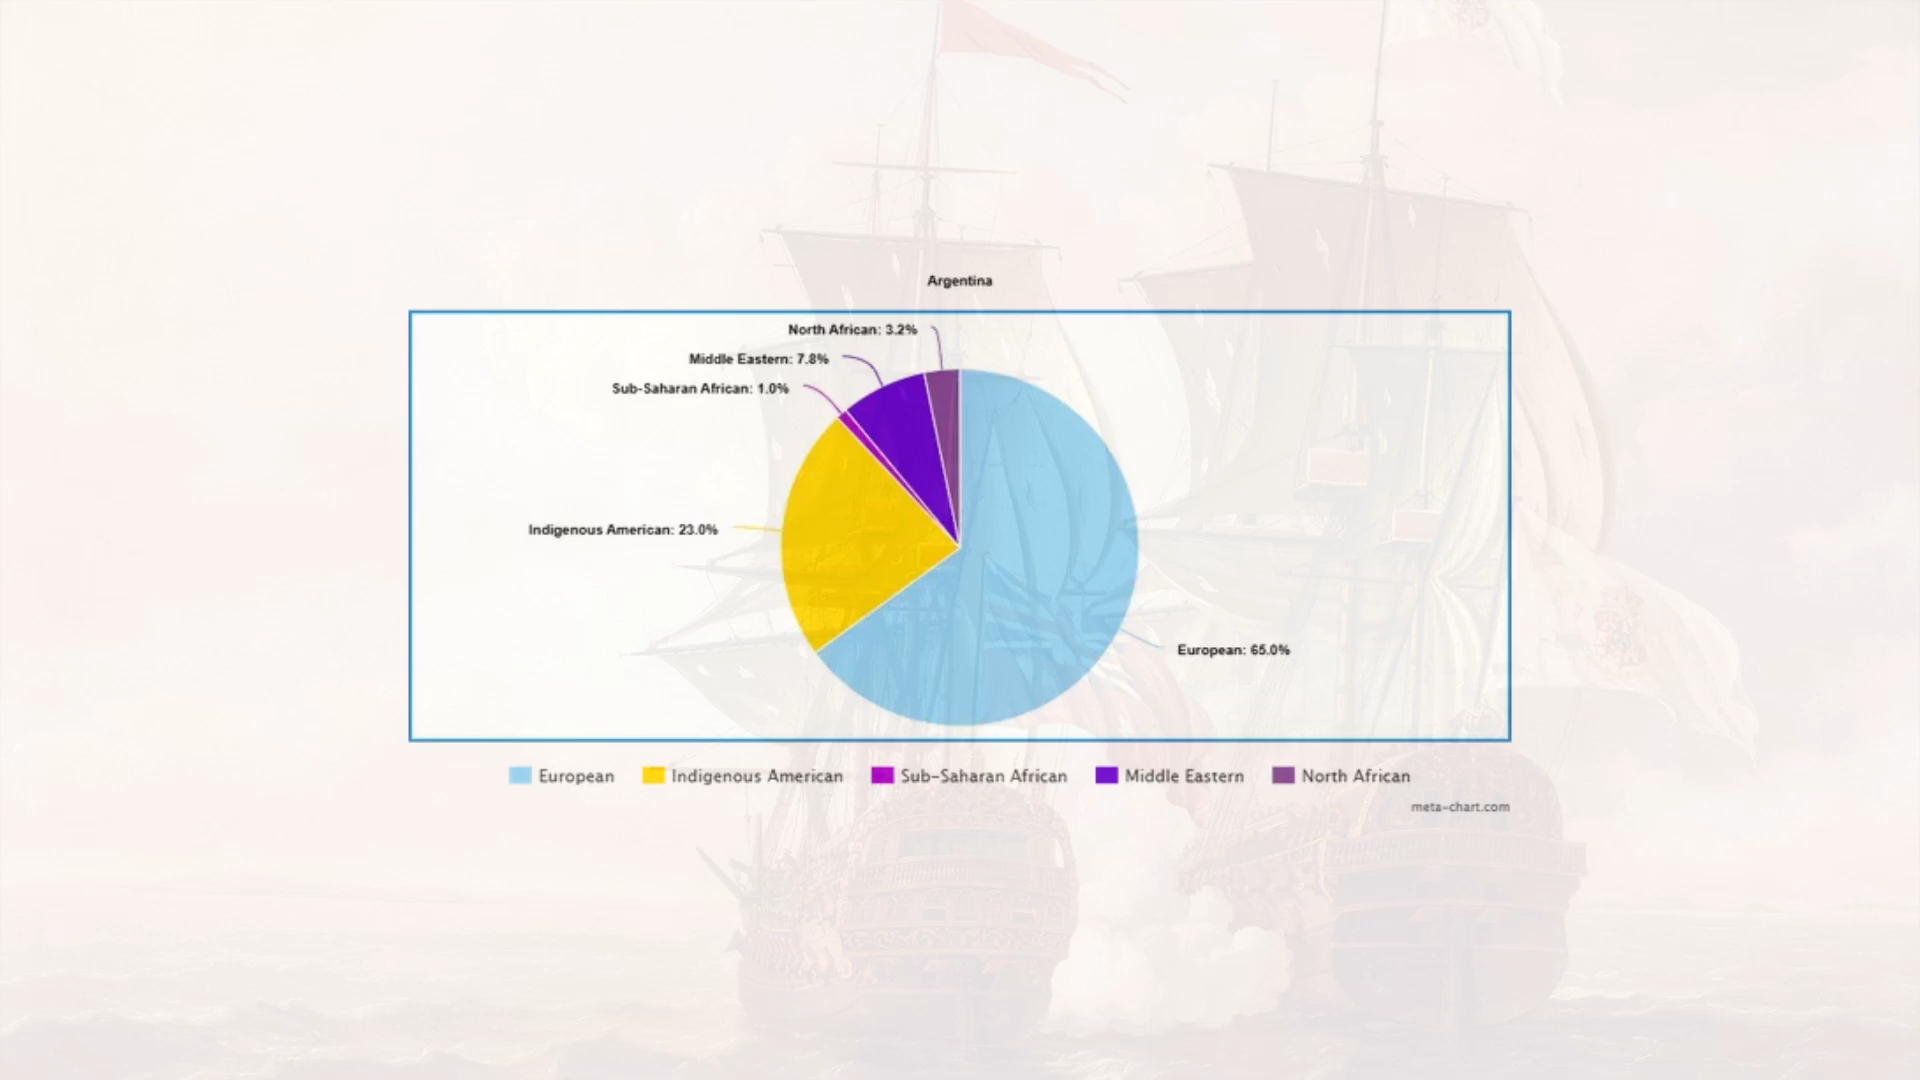 Argentina
North African: 3.2%
Middle Eastern: 7.8%
Sub-Saharan African: 1.0%
Indigenous American: 23.0%
European: 65.0%
European Indigenous American Sub-Saharan African Middle Eastern North African
meta-chart.com